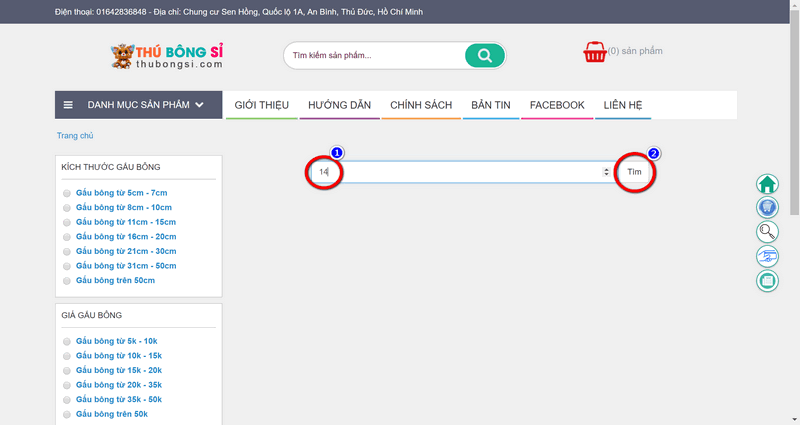 Điện thoại: 01642836848 - Địa chỉ: Chung cư Sen Hồng, Quốc lộ 1A, An Bình, Thủ Đức, Hồ Chí Minh
THÚ BÔNG SỈ
thubongsi.com
Tìm kiếm sản phẩm...
(0) sản phẩm
DANH MỤC SẢN PHẨM
GIỚI THIỆU
HƯỚNG DẪN
CHÍNH SÁCH
BẢN TIN
FACEBOOK
LIÊN HỆ
Trang chủ
1
2
14
Tìm
KÍCH THƯỚC GẤU BÔNG
Gấu bông từ 5cm - 7cm
Gấu bông từ 8cm - 10cm
Gấu bông từ 11cm - 15cm
Gấu bông từ 16cm - 20cm
Gấu bông từ 21cm - 30cm
Gấu bông từ 31cm - 50cm
Gấu bông trên 50cm
GIÁ GẤU BÔNG
Gấu bông từ 5k - 10k
Gấu bông từ 10k - 15k
Gấu bông từ 15k - 20k
Gấu bông từ 20k - 35k
Gấu bông từ 35k - 50k
Gấu bông trên 50k